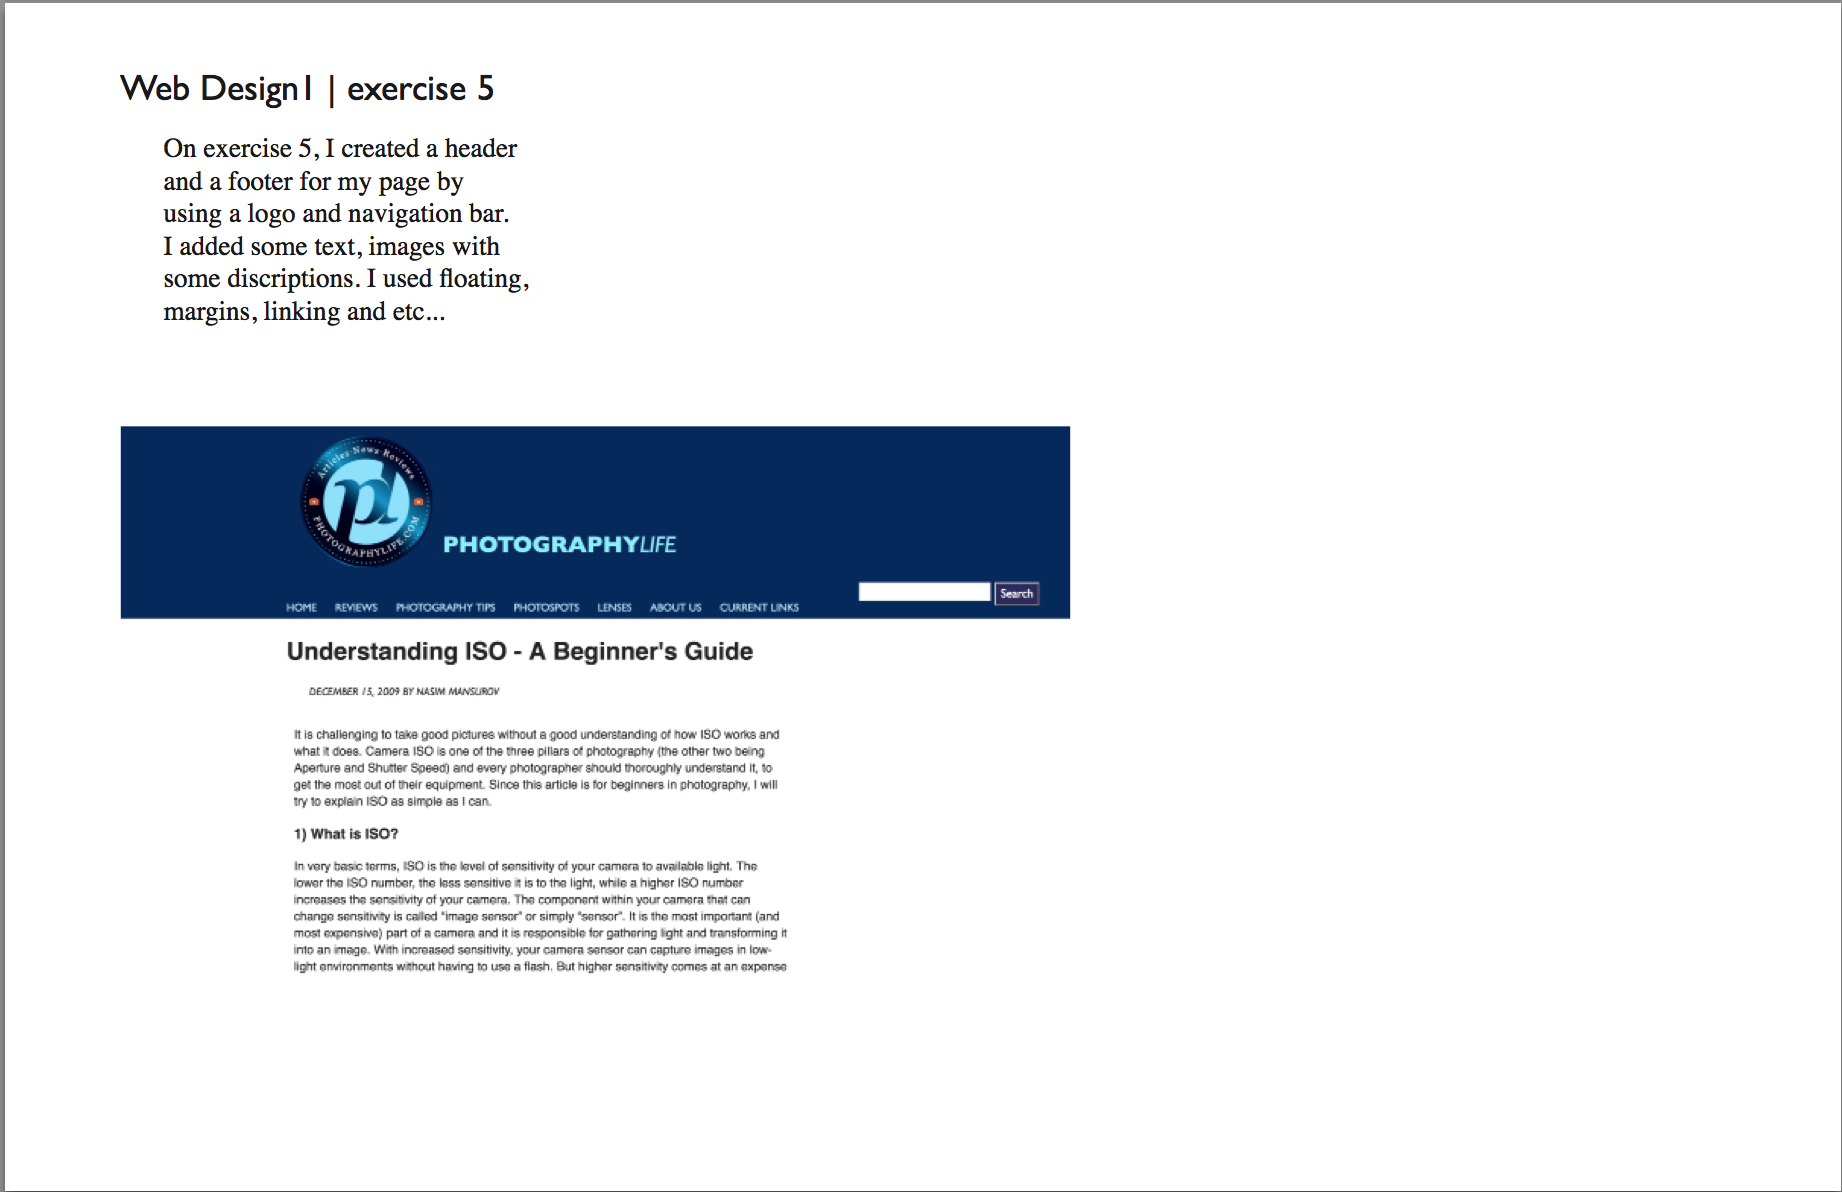 Web Design1 | exercise 5
On exercise 5, I created a header
and a footer for my page by
using a logo and navigation bar.
I added some text, images with
some discriptions. I used floating,
margins, linking and etc...
Articles·News·Reviews
pl
PHOTOGRAPHYLIFE.COM
PHOTOGRAPHYLIFE
Search
HOME REVIEWS PHOTOGRAPHY TIPS PHOTOSPOTS LENSES ABOUT US CURRENT LINKS
Understanding ISO - A Beginner's Guide
DECEMBER 15, 2009 BY NASIM MANSUROV
It is challenging to take good pictures without a good understanding of how ISO works and
what it does. Camera ISO is one of the three pillars of photography (the other two being
Aperture and Shutter Speed) and every photographer should thoroughly understand it, to
get the most out of their equipment. Since this article is for beginners in photography, I will
try to explain ISO as simple as I can.
1) What is ISO?
In very basic terms, ISO is the level of sensitivity of your camera to available light. The
lower the ISO number, the less sensitive it is to the light, while a higher ISO number
increases the sensitivity of your camera. The component within your camera that can
change sensitivity is called "image sensor" or simply "sensor". It is the most important (and
most expensive) part of a camera and it is responsible for gathering light and transforming it
into an image. With increased sensitivity, your camera sensor can capture images in low-
light environments without having to use a flash. But higher sensitivity comes at an expense